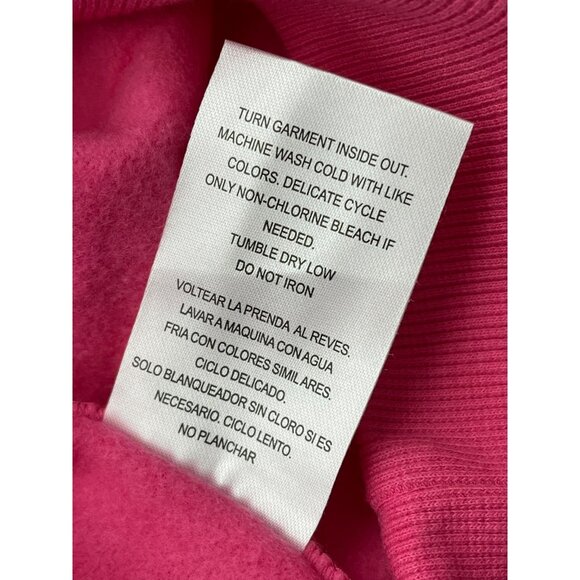 TURN GARMENT INSIDE OUT.
MACHINE WASH COLD WITH LIKE
COLORS. DELICATE CYCLE
ONLY NON-CHLORINE BLEACH IF
NEEDED.
TUMBLE DRY LOW
DO NOT IRON
VOLTEAR LA PRENDA AL REVES.
LAVAR A MAQUINA CON AGUA
FRIA CON COLORES SIMILARES.
CICLO DELICADO.
SOLO BLANQUEADOR SIN CLORO SI ES
NECESARIO. CICLO LENTO.
NO PLANCHAR